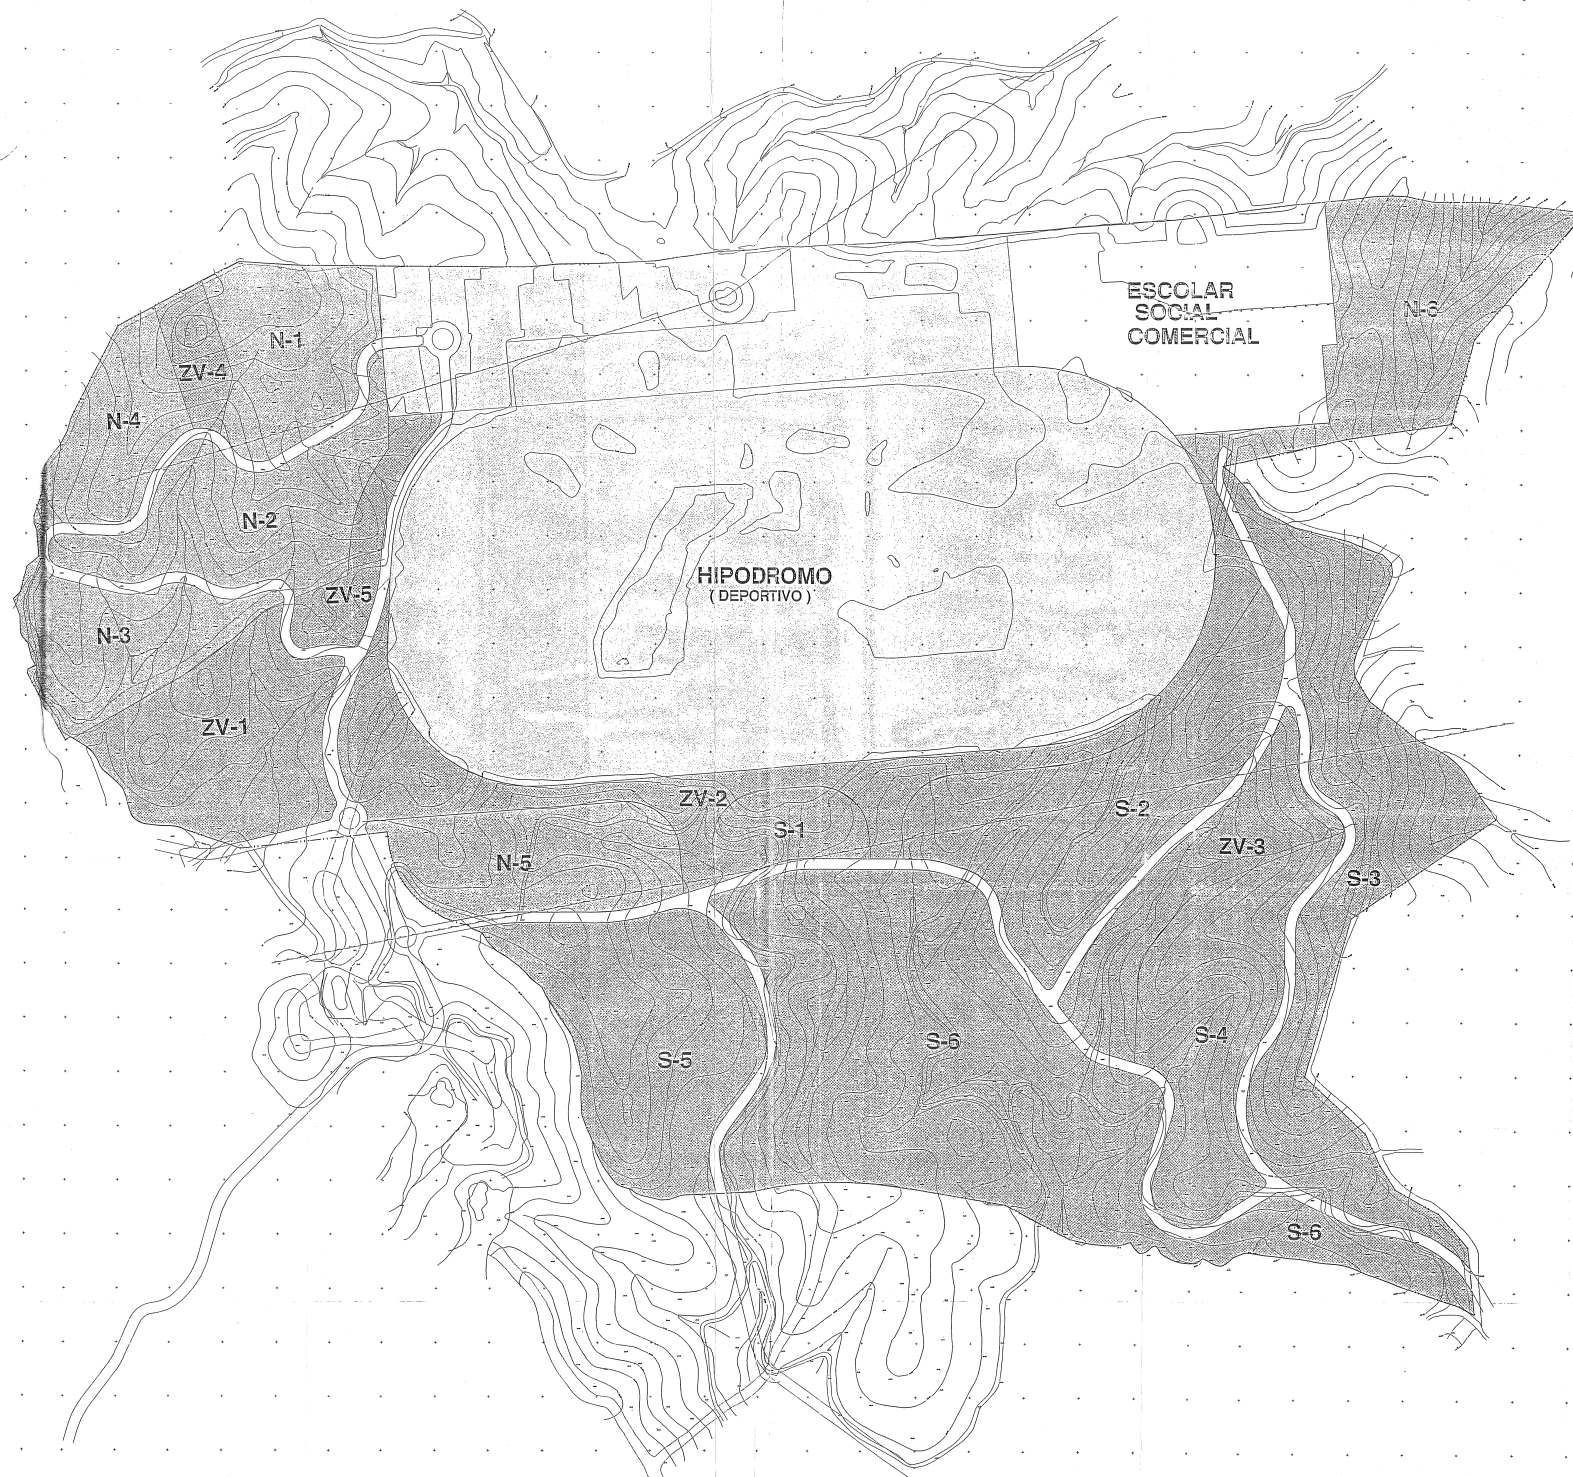 ESCOLAR
SOCIAL
COMERCIAL
N-6
N-1
ZV-4
N-4
N-2
HIPODROMO
( DEPORTIVO )
ZV-5
N-3
ZV-1
ZV-2
S-1
S-2
ZV-3
N-5
S-3
S-4
S-6
S-5
S-6